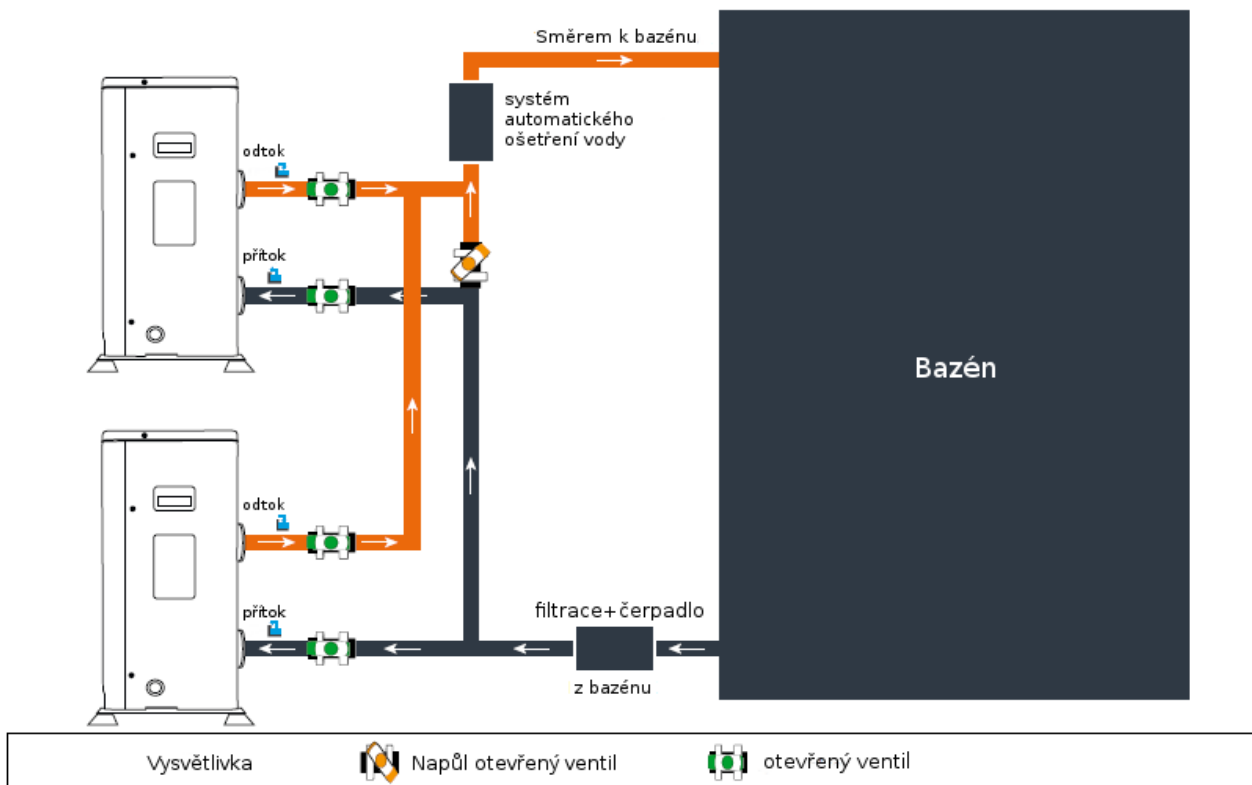 Směrem k bazénu
systém
automatického
ošetření vody
odtok
přítok
Bazén
odtok
přítok
filtrace+čerpadlo
z bazénu
Vysvětlivka
Napůl otevřený ventil
otevřený ventil